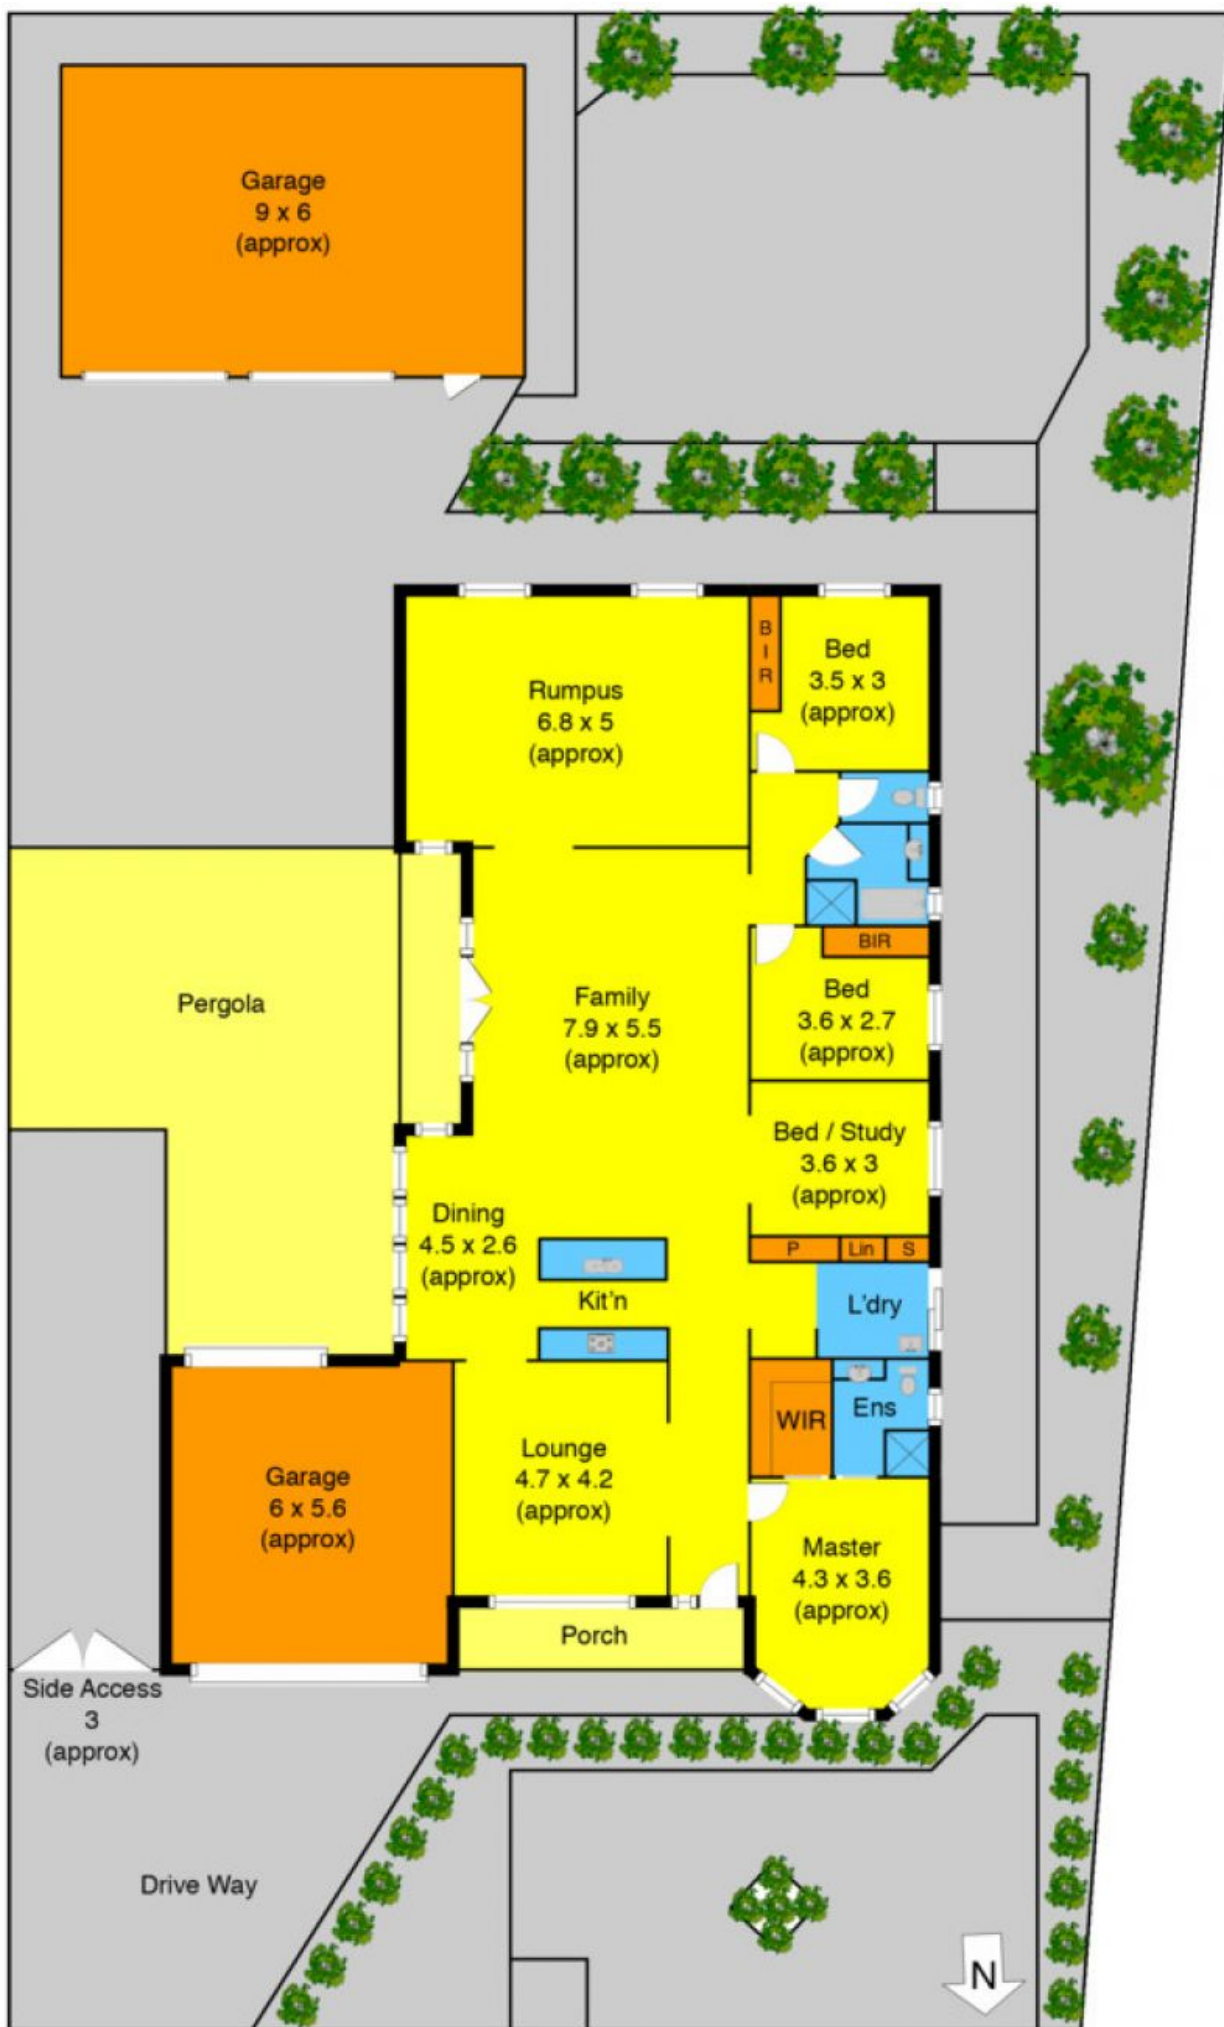 Garage
9 x 6
(approx)
B
I
R
Bed
3.5 x 3
(approx)
Rumpus
6.8 x 5
(approx)
BIR
Pergola
Family
7.9 x 5.5
(approx)
Bed
3.6 x 2.7
(approx)
Bed / Study
3.6 x 3
(approx)
Dining
4.5 x 2.6
(approx)
P
Lin
S
Kit'n
L'dry
WIR
Ens
Lounge
4.7 x 4.2
(approx)
Garage
6 x 5.6
(approx)
Master
4.3 x 3.6
(approx)
Porch
Side Access
3
(approx)
Drive Way
N